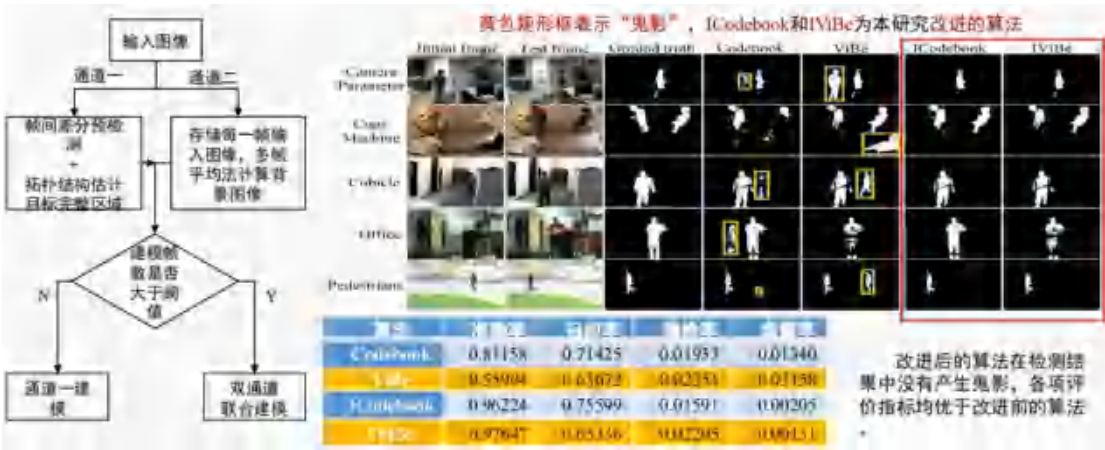 黄色矩形框表示“鬼影”，ICodebook和IViBe为本研究改进的算法
输入图像
通道一
通道二
帧间差分预检
测
+
拓扑结构估计
目标完整区域
存储每一帧输
入图像，多帧
平均法计算背
景图像
建模帧
数是否
大于阈
值
N
Y
通道一建
模
双通道
联合建模
Initial frame Test frame Ground truth Codebook ViBe ICodebook IViBe
Camera
Parameter
Copy
Machine
Cubicle
Office
Pedestrians
Codebook 0.81158 0.71425 0.01953 0.01340
ViBe
ICodebook 0.96224 0.75599 0.01591 0.00205
IViBe 0.97647
改进后的算法在检测结
果中没有产生鬼影，各项评
价指标均优于改进前的算法
。